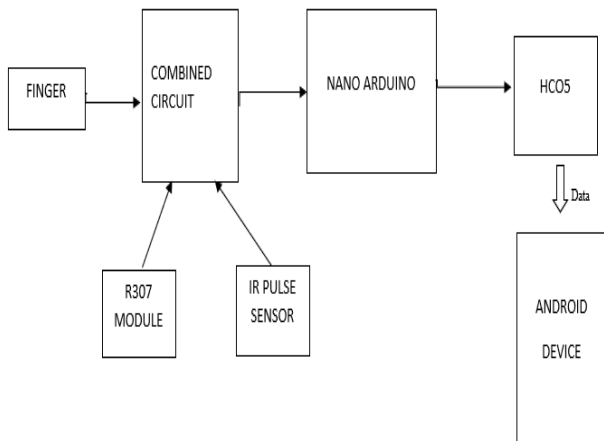 FINGER
COMBINED
CIRCUIT
NANO ARDUINO
HCO5
Data
R307
MODULE
IR PULSE
SENSOR
ANDROID
DEVICE